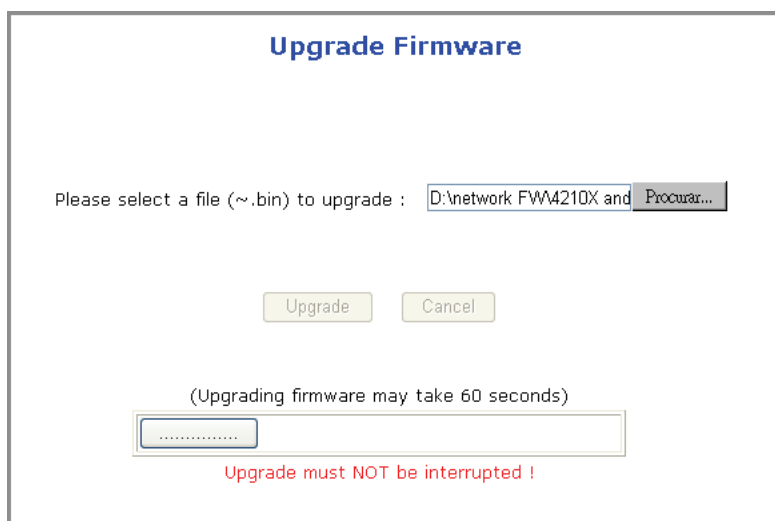 Upgrade Firmware
Please select a file (~.bin) to upgrade : D:\network FW\4210X and Procurar...
Upgrade Cancel
(Upgrading firmware may take 60 seconds)
...............
Upgrade must NOT be interrupted !